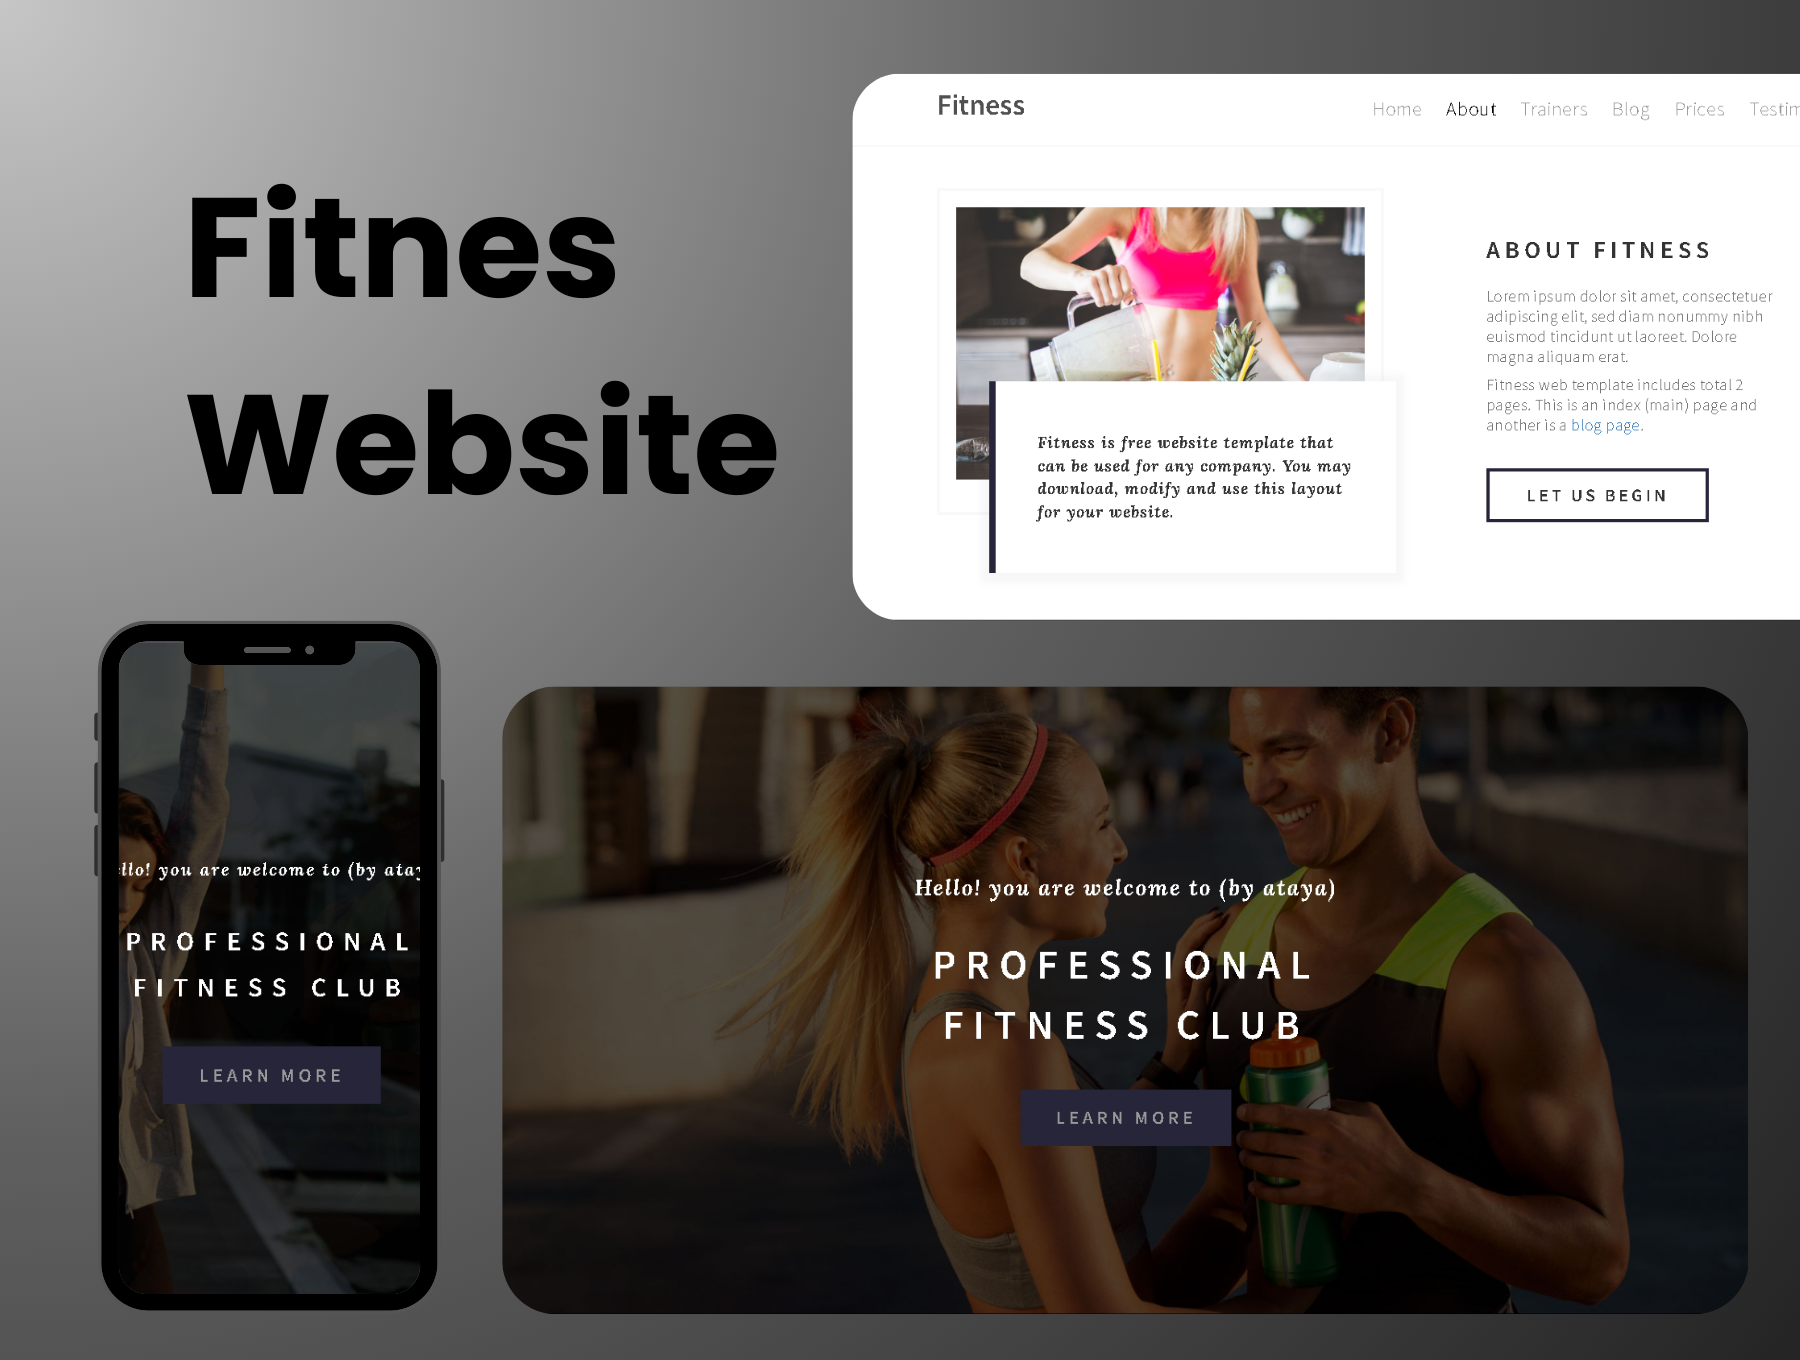 Fitnes
Website
Fitness
Home About Trainers Blog Prices
ABOUT FITNESS
Lorem ipsum dolor sit amet, consectetuer
adipiscing elit, sed diam nonummy nibh
euismod tincidunt ut laoreet. Dolore
magna aliquam erat.
Fitness web template includes total 2
pages. This is an index (main) page and
another is a blog page.
LET US BEGIN
Fitness is free website template that
can be used for any company. You may
download, modify and use this layout
for your website.
you are welcome to (by
PROFESSIONAL
FITNESS CLUB
LEARN MORE
Hello! you are welcome to (by ataya)
PROFESSIONAL
FITNESS CLUB
LEARN MORE